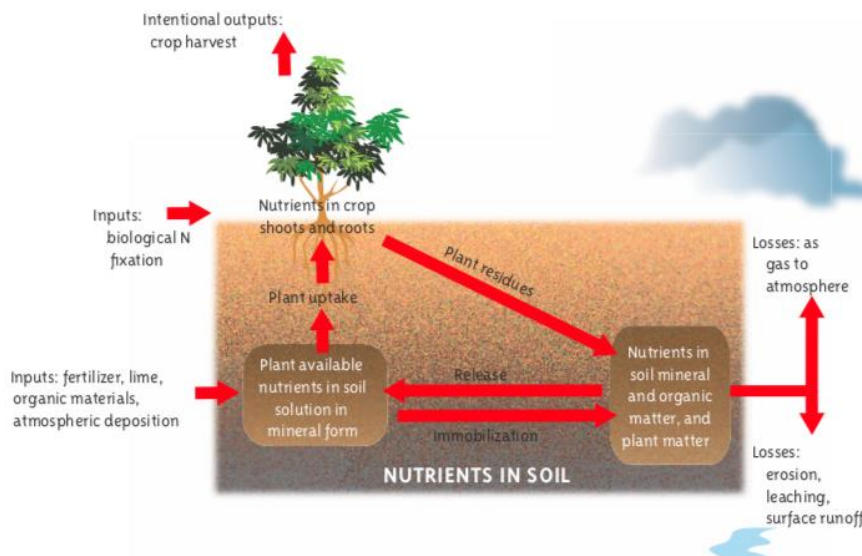 Intentional outputs:
crop harvest
Nutrients in crop
shoots and roots
Inputs:
biological N
fixation
Plant residues
Losses: as
gas to
atmosphere
Plant uptake
Inputs: fertilizer, lime,
organic materials,
atmospheric deposition
Plant available
nutrients in soil
solution in
mineral form
Release
Immobilization
Nutrients in
soil mineral
and organic
matter, and
plant matter
NUTRIENTS IN SOIL
Losses:
erosion,
leaching,
surface runoff